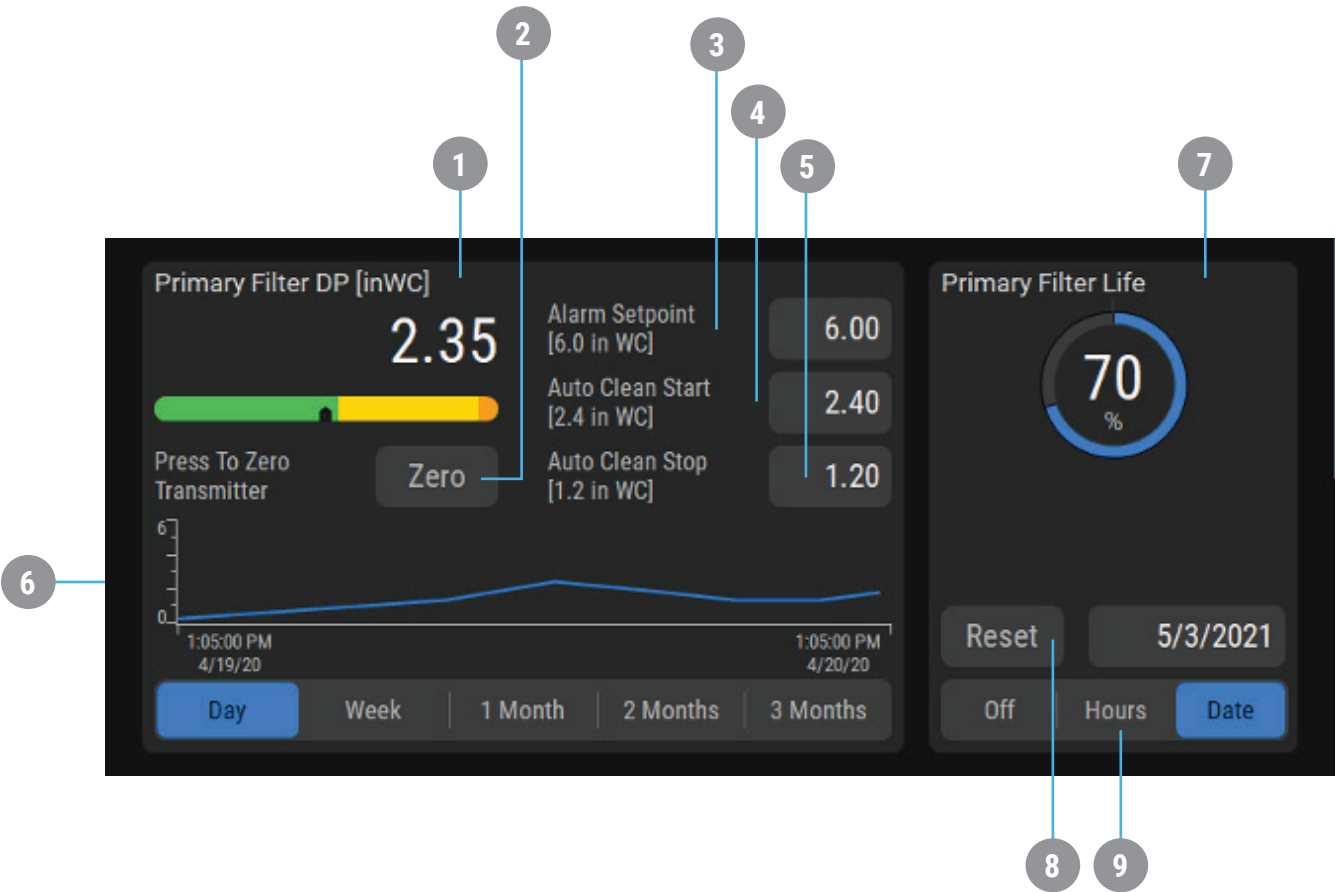 2
3
4
1
5
7
Primary Filter DP [inWC]
2.35
Alarm Setpoint
[6.0 in WC]
6.00
Auto Clean Start
[2.4 in WC]
2.40
Press To Zero
Transmitter
Zero
Auto Clean Stop
[1.2 in WC]
1.20
6
0
1:05:00 PM
4/19/20
1:05:00 PM
4/20/20
Day Week 1 Month 2 Months 3 Months
6
Primary Filter Life
70
%
Reset 5/3/2021
Off Hours Date
8
9